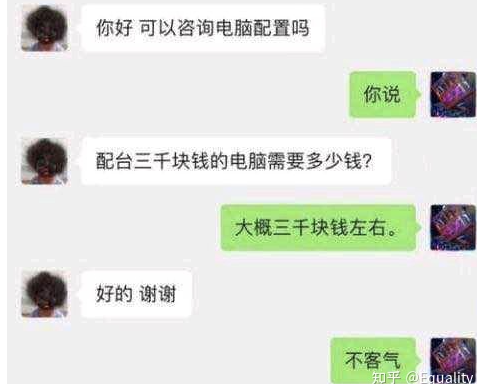 你好 可以咨询电脑配置吗
你说
配台三千块钱的电脑需要多少钱?
大概三千块钱左右。
好的 谢谢
不客气
知乎 @Equality